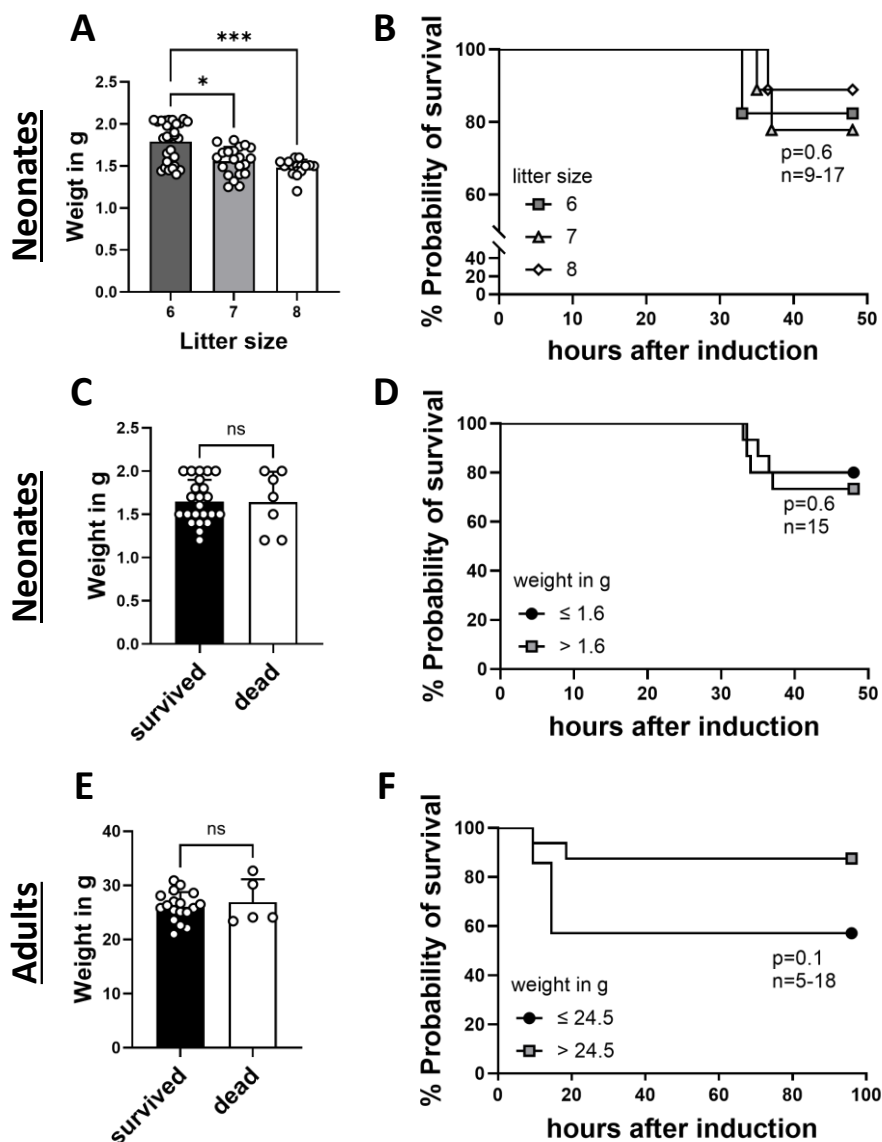 A
Neonates
***
*
2.5
2.0
1.5
1.0
0.5
0.0
Weigt in g
6 7 8
Litter size
B
% Probability of survival
100
80
60
40
20
0
litter size
6
7
8
p=0.6
n=9-17
0 10 20 30 40 50
hours after induction
C
Neonates
ns
2.5
2.0
1.5
1.0
0.5
0.0
Weight in g
survived
dead
D
% Probability of survival
100
80
60
40
20
0
p=0.6
n=15
weight in g
≤ 1.6
> 1.6
0 10 20 30 40 50
hours after induction
E
Adults
ns
40
30
20
10
0
Weight in g
survived
dead
F
% Probability of survival
100
80
60
40
20
0
p=0.1
n=5-18
weight in g
≤ 24.5
> 24.5
0 20 40 60 80 100
hours after induction